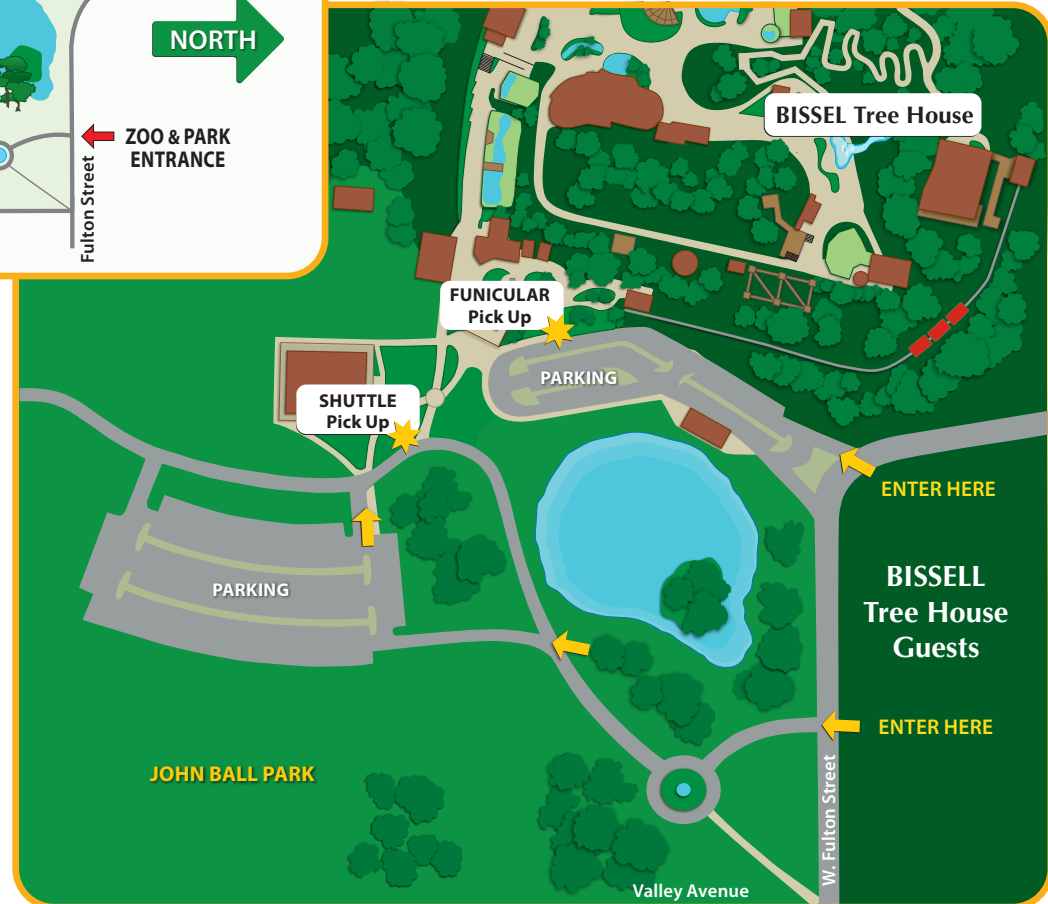 NORTH
ZOO & PARK
ENTRANCE
Fulton Street
BISSEL Tree House
FUNICULAR
Pick Up
PARKING
SHUTTLE
Pick Up
ENTER HERE
PARKING
BISSELL
Tree House
Guests
ENTER HERE
JOHN BALL PARK
W. Fulton Street
Valley Avenue